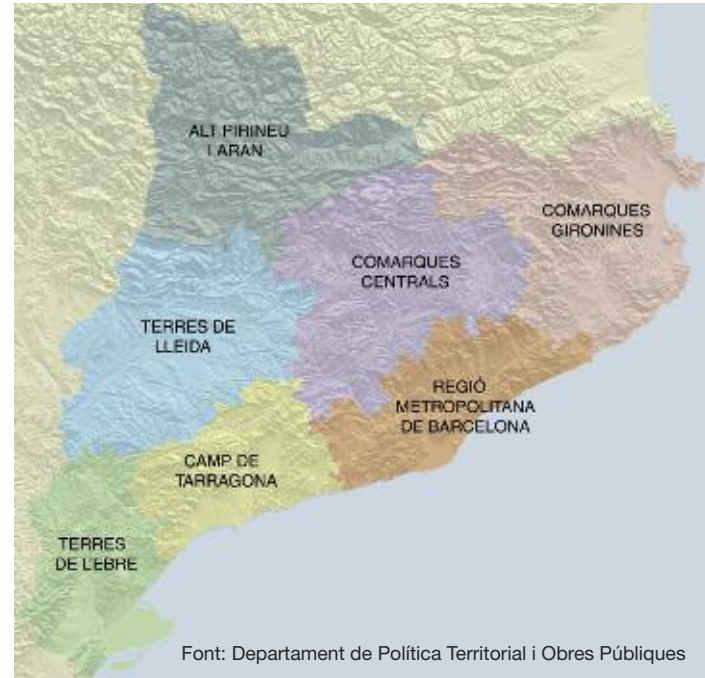 ALT PIRINEU
I ARAN
COMARQUES
GIRONINES
COMARQUES
CENTRALS
TERRES DE
LLEIDA
REGIÓ
METROPOLITANA
DE BARCELONA
CAMP DE
TARRAGONA
TERRES
DE L'EBRE
Font: Departament de Política Territorial i Obres Públiques